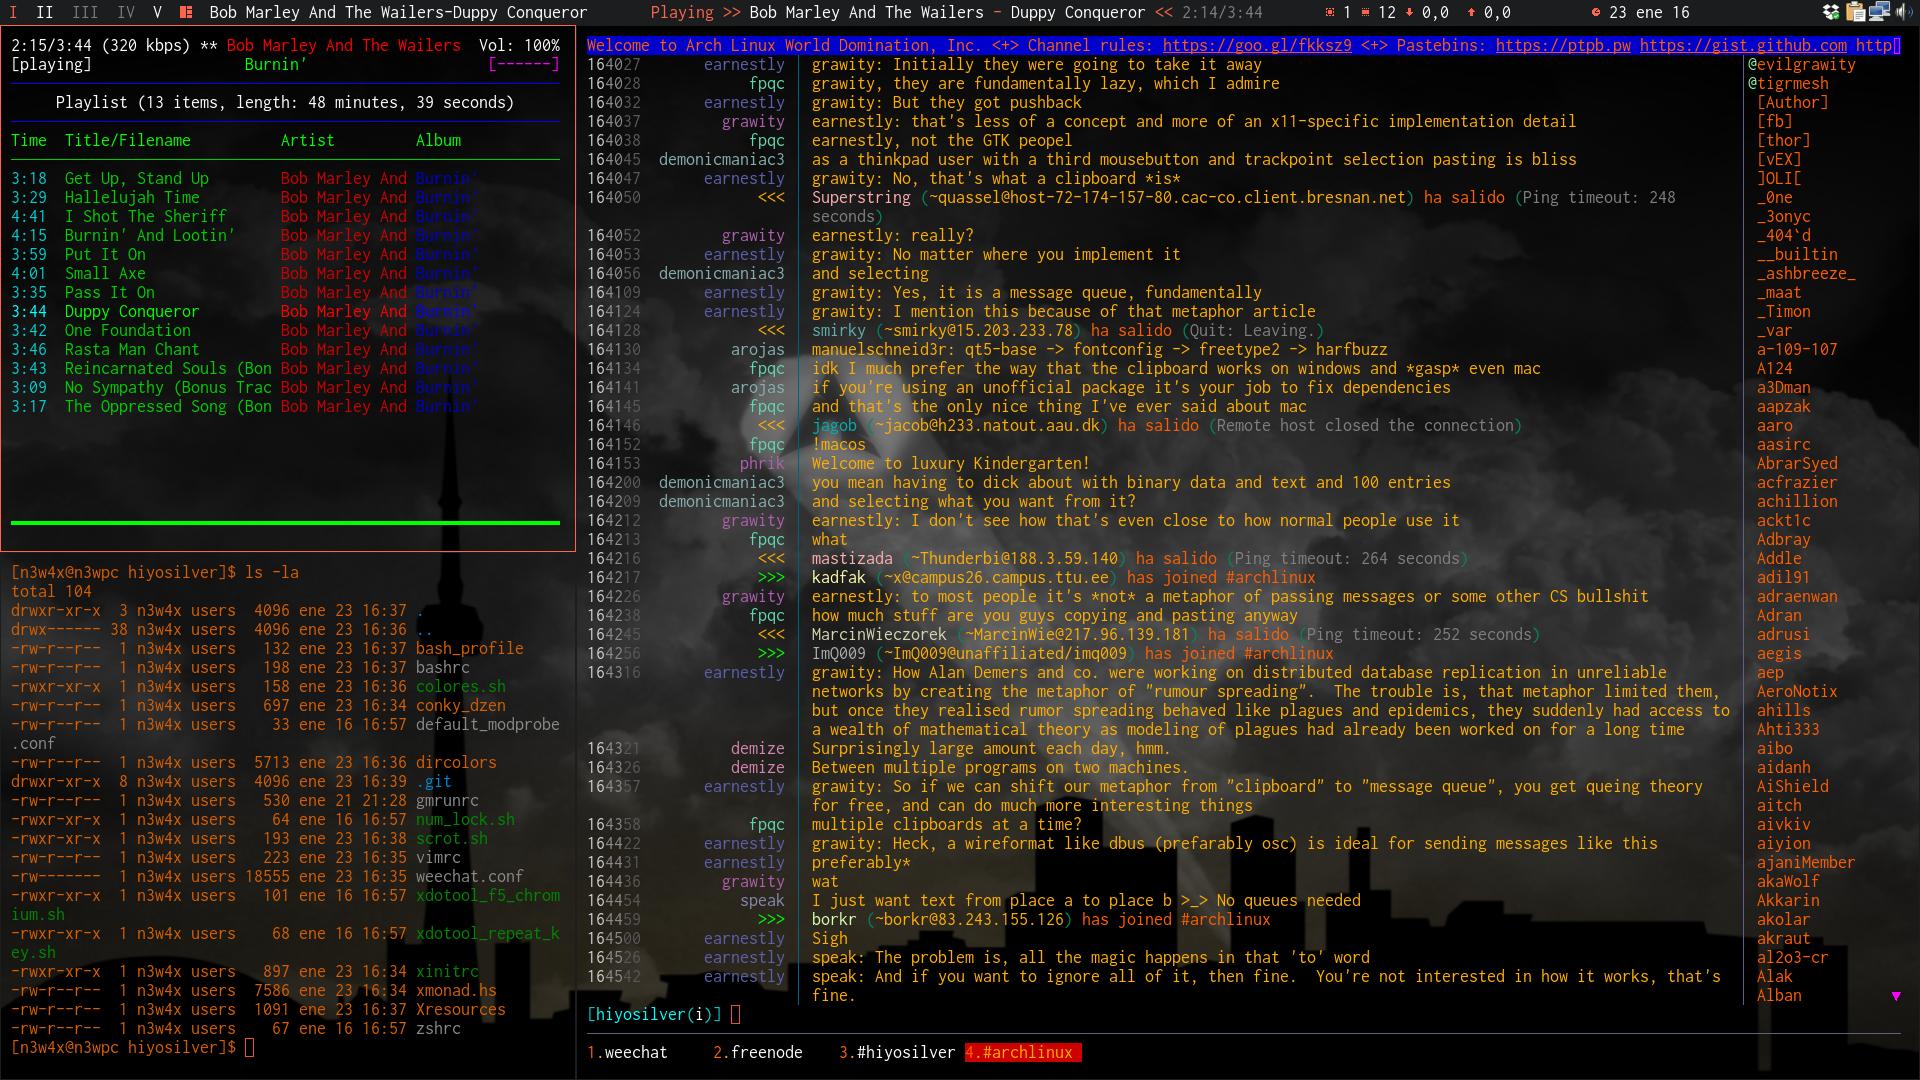 I II III IV V Bob Marley And The Wailers-Duppy Conqueror Playing >> Bob Marley And The Wailers - Duppy Conqueror << 2:14/3:44 1 12 0,0 0,0 23 ene 16
2:15/3:44 (320 kbps) ** Bob Marley And The Wailers Vol: 100%
[playing] Burnin' [------]
Playlist (13 items, length: 48 minutes, 39 seconds)
Time Title/Filename Artist Album
3:18 Get Up, Stand Up Bob Marley And Burnin'
3:29 Hallelujah Time Bob Marley And Burnin'
4:41 I Shot The Sheriff Bob Marley And Burnin'
4:15 Burnin' And Lootin' Bob Marley And Burnin'
3:59 Put It On Bob Marley And Burnin'
4:01 Small Axe Bob Marley And Burnin'
3:35 Pass It On Bob Marley And Burnin'
3:44 Duppy Conqueror Bob Marley And Burnin'
3:42 One Foundation Bob Marley And Burnin'
3:46 Rasta Man Chant Bob Marley And Burnin'
3:43 Reincarnated Souls (Bon Bob Marley And Burnin'
3:09 No Sympathy (Bonus Trac Bob Marley And Burnin'
3:17 The Oppressed Song (Bon Bob Marley And Burnin'
[n3w4x@n3wpc hiyosilver]$ ls -la
total 104
drwxr-xr-x 3 n3w4x users 4096 ene 23 16:37 .
drwx------ 38 n3w4x users 4096 ene 23 16:36 ..
-rw-r--r-- 1 n3w4x users 132 ene 23 16:37 bash_profile
-rw-r--r-- 1 n3w4x users 198 ene 23 16:37 bashrc
-rwxr-xr-x 1 n3w4x users 158 ene 23 16:36 colores.sh
-rw-r--r-- 1 n3w4x users 697 ene 23 16:34 conky_dzen
-rw-r--r-- 1 n3w4x users 33 ene 16 16:57 default_modprobe
.conf
-rw-r--r-- 1 n3w4x users 5713 ene 23 16:36 dircolors
drwxr-xr-x 8 n3w4x users 4096 ene 23 16:39 .git
-rw-r--r-- 1 n3w4x users 530 ene 21 21:28 gmrunrc
-rw-r--r-- 1 n3w4x users 64 ene 16 16:57 num_lock.sh
-rw-r--r-- 1 n3w4x users 193 ene 23 16:38 scrot.sh
-rw-r--r-- 1 n3w4x users 223 ene 23 16:35 vimrc
-rw------- 1 n3w4x users 18555 ene 23 16:35 weechat.conf
-rwxr-xr-x 1 n3w4x users 101 ene 16 16:57 xdotool_f5_chrom
ium.sh
-rwxr-xr-x 1 n3w4x users 68 ene 16 16:57 xdotool_repeat_k
ey.sh
-rwxr-xr-x 1 n3w4x users 897 ene 23 16:34 xinitrc
-rw-r--r-- 1 n3w4x users 7586 ene 23 16:34 xmonad.hs
-rw-r--r-- 1 n3w4x users 1091 ene 23 16:37 Xresources
-rw-r--r-- 1 n3w4x users 67 ene 16 16:57 zshrc
[n3w4x@n3wpc hiyosilver]$
Welcome to Arch Linux World Domination, Inc. <+> Channel rules: https://goo.gl/fkksz9 <+> Pastebins: https://ptpb.pw https://gist.github.com http
164027 earnestly gravity: Initially they were going to take it away
164028 fpqc gravity, they are fundamentally lazy, which I admire
164032 earnestly gravity: But they got pushback
164037 grawity earnestly: that's less of a concept and more of an x11-specific implementation detail
164038 fpqc earnestly, not the GTK peopel
164045 demonicmaniac3 as a thinkpad user with a third mousebutton and trackpoint selection pasting is bliss
164047 earnestly grawity: No, that's what a clipboard *is*
164050 <<< Superstring (~quassel@host-72-174-157-80.cac-co.client.bresnan.net) ha salido (Ping timeout: 248
seconds)
164052 grawity earnestly: really?
164053 earnestly grawity: No matter where you implement it
164056 demonicmaniac3 and selecting
164109 earnestly grawity: Yes, it is a message queue, fundamentally
164124 earnestly grawity: I mention this because of that metaphor article
164128 <<< smirky (~smirky@15.203.233.78) ha salido (Quit: Leaving.)
164130 arojas manuelschneid3r: qt5-base -> fontconfig -> freetype2 -> harfbuzz
164134 fpqc idk I much prefer the way that the clipboard works on windows and *gasp* even mac
164141 arojas if you're using an unofficial package it's your job to fix dependencies
164145 fpqc and that's the only nice thing I've ever said about mac
164146 <<< jagob (~jacob@h233.natout.aau.dk) ha salido (Remote host closed the connection)
164152 fpqc !macos
164153 phrik Welcome to luxury Kindergarten!
164200 demonicmaniac3 you mean having to dick about with binary data and text and 100 entries
164209 demonicmaniac3 and selecting what you want from it?
164212 grawity earnestly: I don't see how that's even close to how normal people use it
164213 fpqc what
164216 <<< mastizada (~Thunderbi@188.3.59.140) ha salido (Ping timeout: 264 seconds)
164217 >>> kadfak (~x@campus26.campus.ttu.ee) has joined #archlinux
164226 grawity earnestly: to most people it's *not* a metaphor of passing messages or some other CS bullshit
164238 fpqc how much stuff are you guys copying and pasting anyway
164245 <<< MarcinWieczorek (~MarcinWie@217.96.139.181) ha salido (Ping timeout: 252 seconds)
164256 >>> ImQ009 (~ImQ009@unaffiliated/imq009) has joined #archlinux
164316 earnestly grawity: How Alan Demers and co. were working on distributed database replication in unreliable
networks by creating the metaphor of "rumour spreading". The trouble is, that metaphor limited them,
but once they realised rumor spreading behaved like plagues and epidemics, they suddenly had access to
a wealth of mathematical theory as modeling of plagues had already been worked on for a long time
164321 demize Surprisingly large amount each day, hmm.
164326 demize Between multiple programs on two machines.
164357 earnestly grawity: So if we can shift our metaphor from "clipboard" to "message queue", you get queing theory
for free, and can do much more interesting things
164358 fpqc multiple clipboards at a time?
164422 earnestly grawity: Heck, a wireformat like dbus (prefarably osc) is ideal for sending messages like this
164431 earnestly preferably*
164436 grawity wat
164454 speak I just want text from place a to place b >_> No queues needed
164459 >>> borkr (~borkr@83.243.155.126) has joined #archlinux
164500 earnestly Sigh
164526 earnestly speak: The problem is, all the magic happens in that 'to' word
164542 earnestly speak: And if you want to ignore all of it, then fine. You're not interested in how it works, that's
fine.
[hiyosilver(i)]
1.weechat 2.freenode 3.#hiyosilver 4.#archlinux
@evilgrawity
@tigrmesh
[Author]
[fb]
[thor]
[vEX]
]OLI[
_0ne
_3onyc
_404`d
__builtin
_ashbreeze_
_maat
_Timon
_var
a-109-107
A124
a3Dman
aapzak
aaro
aasirc
AbrarSyed
acfrazier
achillion
ackt1c
Adbray
Addle
adil91
adraenwan
Adran
adrusi
aegis
aep
AeroNotix
ahills
Ahti333
aibo
aidanh
AiShield
aitch
aivkiv
aiyion
ajaniMember
akaWolf
Akkarin
akolar
akraut
al2o3-cr
Alak
Alban